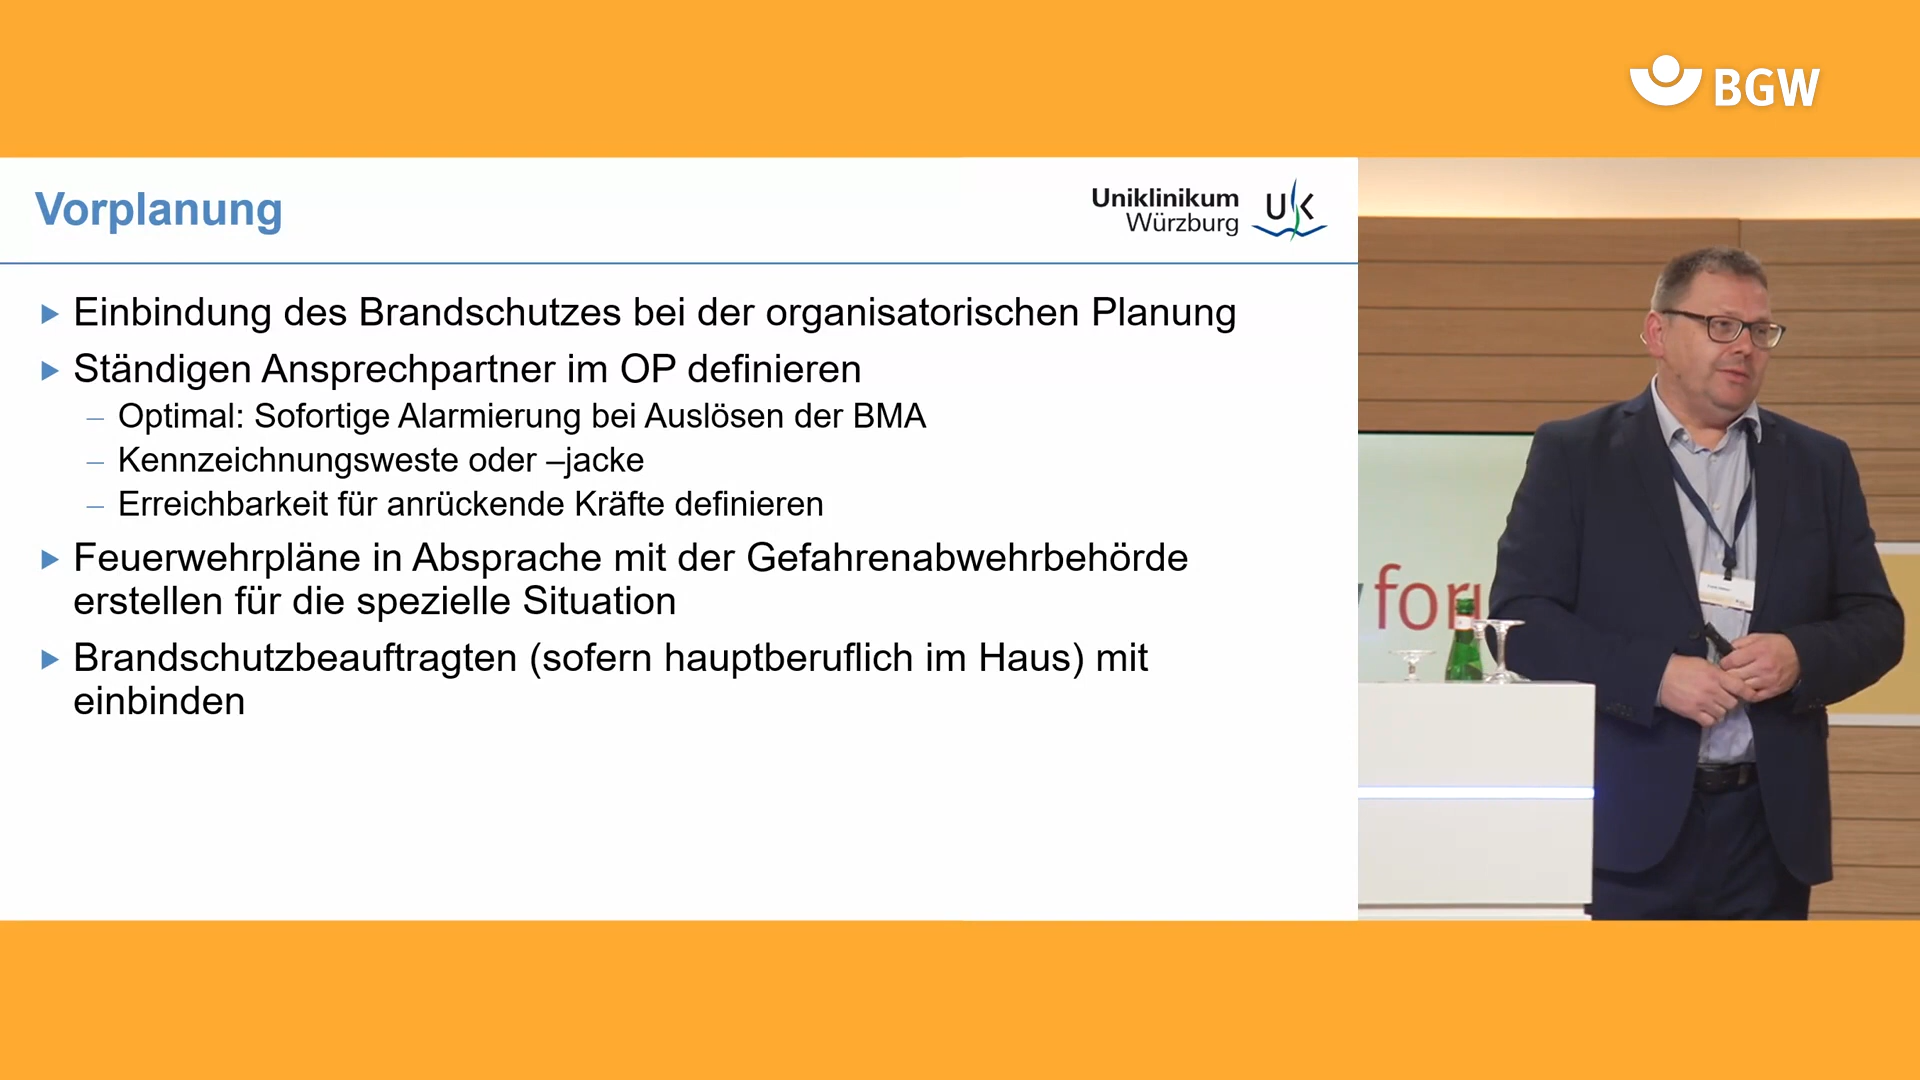 BGW
Vorplanung
Uniklinikum
Würzburg
UK
Einbindung des Brandschutzes bei der organisatorischen Planung
Ständigen Ansprechpartner im OP definieren
– Optimal: Sofortige Alarmierung bei Auslösen der BMA
– Kennzeichnungsweste oder –jacke
– Erreichbarkeit für anrückende Kräfte definieren
Feuerwehrpläne in Absprache mit der Gefahrenabwehrbehörde
erstellen für die spezielle Situation
Brandschutzbeauftragten (sofern hauptberuflich im Haus) mit
einbinden